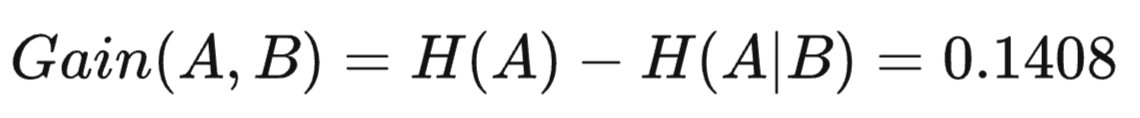 Gain(A, B) = H(A) − H(A|B) = 0.1408